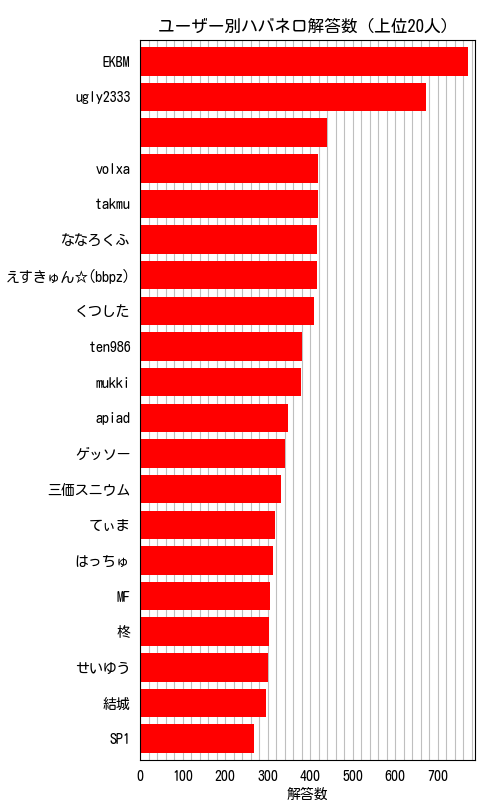 ユーザー別ハバネロ解答数 (上位20人)
EKBM
ugly2333
volxa
takmu
ななろくふ
えすきゅん☆(bbpz)
くつした
ten986
mukki
apiad
ゲッソー
三価スニウム
てぃま
はっちゅ
MF
柊
せいゆう
結城
SP1
0 100 200 300 400 500 600 700
解答数